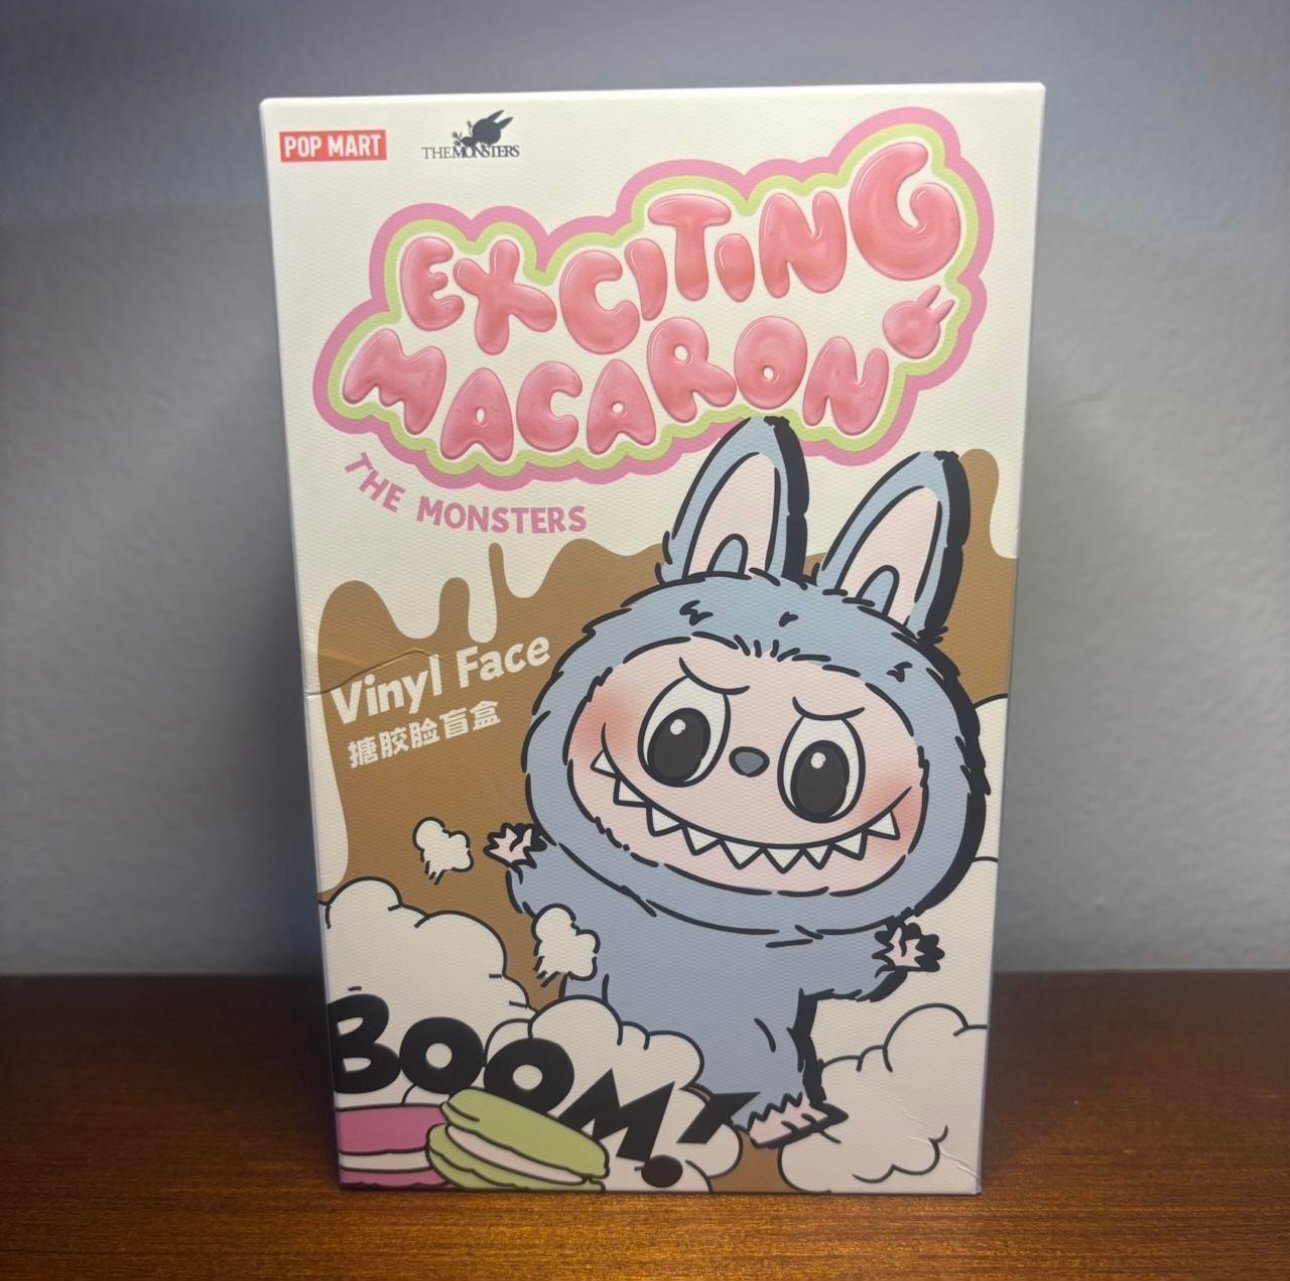 POP MART
THE MONSTERS
EXCITING
MACARON
THE MONSTERS
Vinyl Face
搪胶脸盲盒
BOOM!